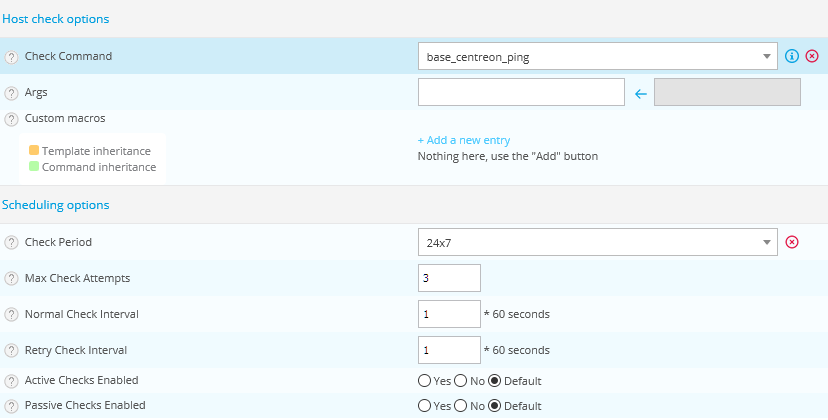 Host check options
? Check Command base_centreon_ping i
? Args
? Custom macros
Template inheritance
Command inheritance
+ Add a new entry
Nothing here, use the "Add" button
Scheduling options
? Check Period 24x7
? Max Check Attempts 3
? Normal Check Interval 1 * 60 seconds
? Retry Check Interval 1 * 60 seconds
? Active Checks Enabled Yes No Default
? Passive Checks Enabled Yes No Default